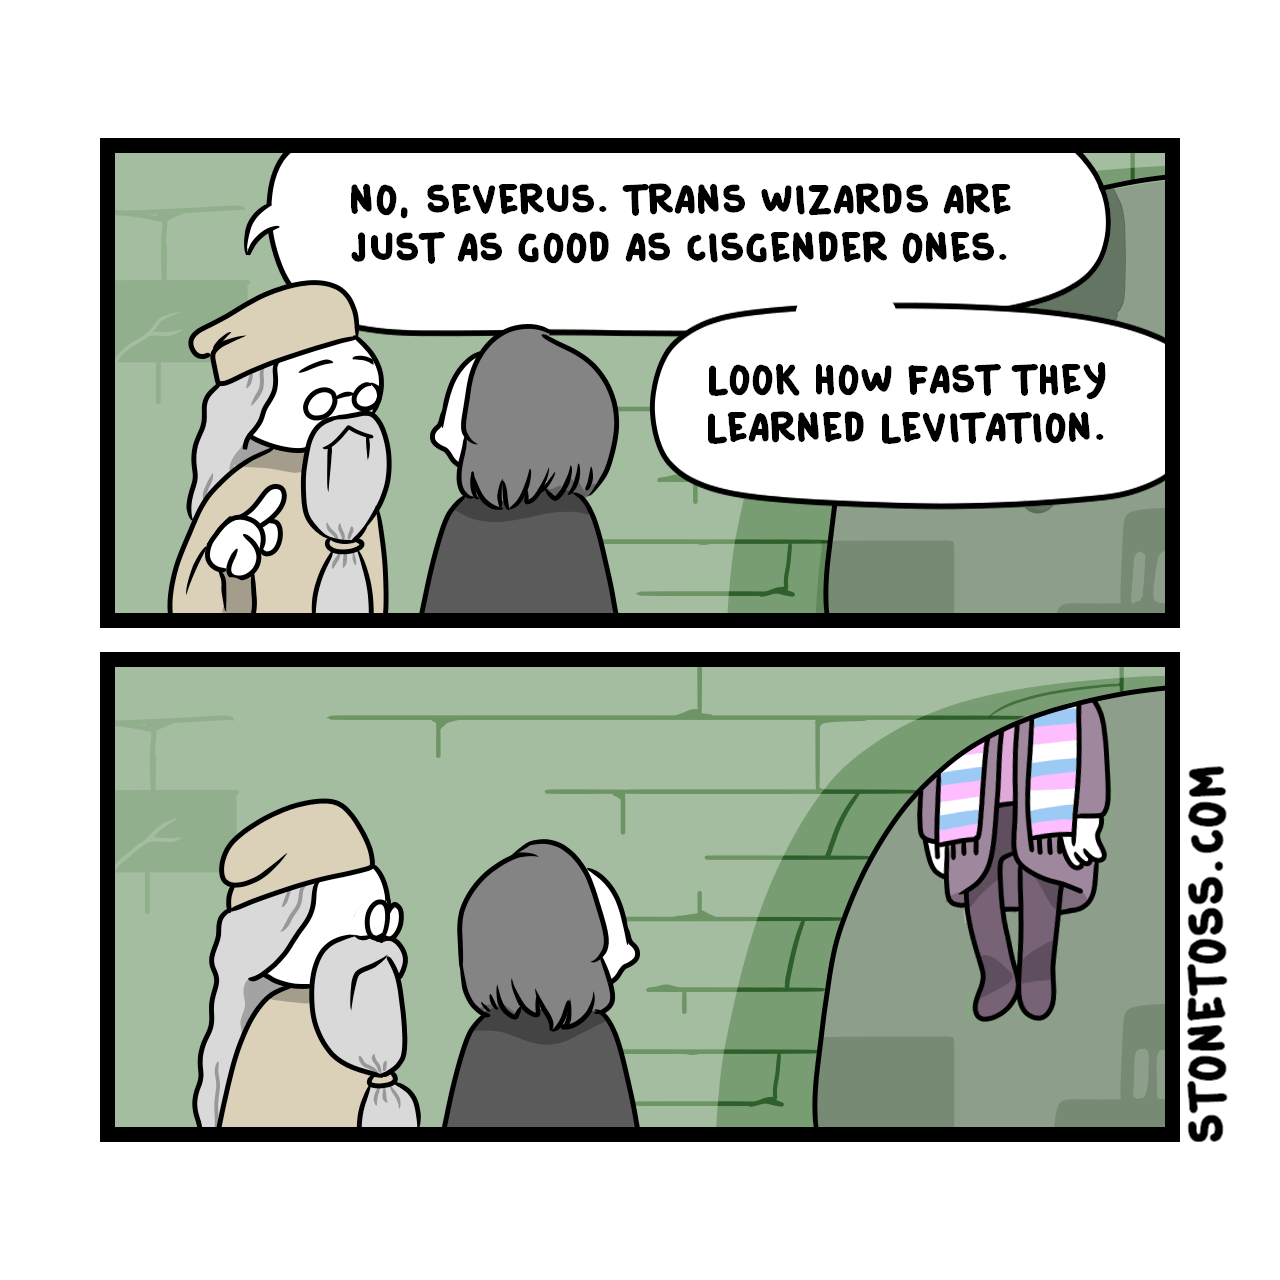 NO, SEVERUS. TRANS WIZARDS ARE
JUST AS GOOD AS CISGENDER ONES.
LOOK HOW FAST THEY
LEARNED LEVITATION.
STONETOSS.COM